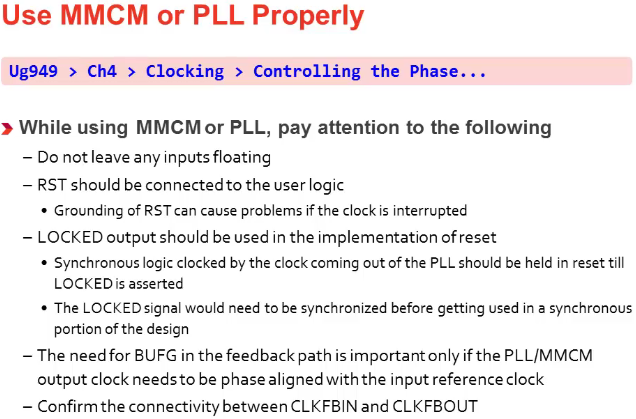 Use MMCM or PLL Properly
Ug949 > Ch4 > Clocking > Controlling the Phase...
While using MMCM or PLL, pay attention to the following
– Do not leave any inputs floating
– RST should be connected to the user logic
• Grounding of RST can cause problems if the clock is interrupted
– LOCKED output should be used in the implementation of reset
• Synchronous logic clocked by the clock coming out of the PLL should be held in reset till
LOCKED is asserted
• The LOCKED signal would need to be synchronized before getting used in a synchronous
portion of the design
– The need for BUFG in the feedback path is important only if the PLL/MMCM
output clock needs to be phase aligned with the input reference clock
– Confirm the connectivity between CLKFBIN and CLKFBOUT